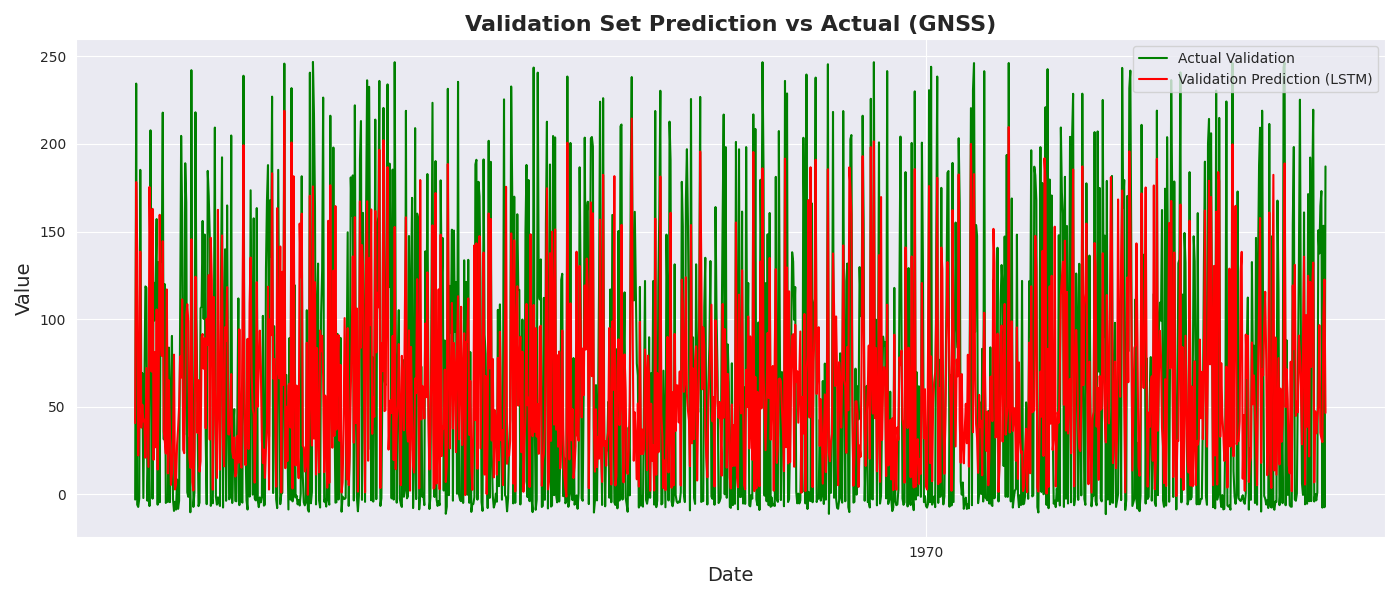 Validation Set Prediction vs Actual (GNSS)
Actual Validation
Validation Prediction (LSTM)
250
200
150
100
50
0
Value
1970
Date